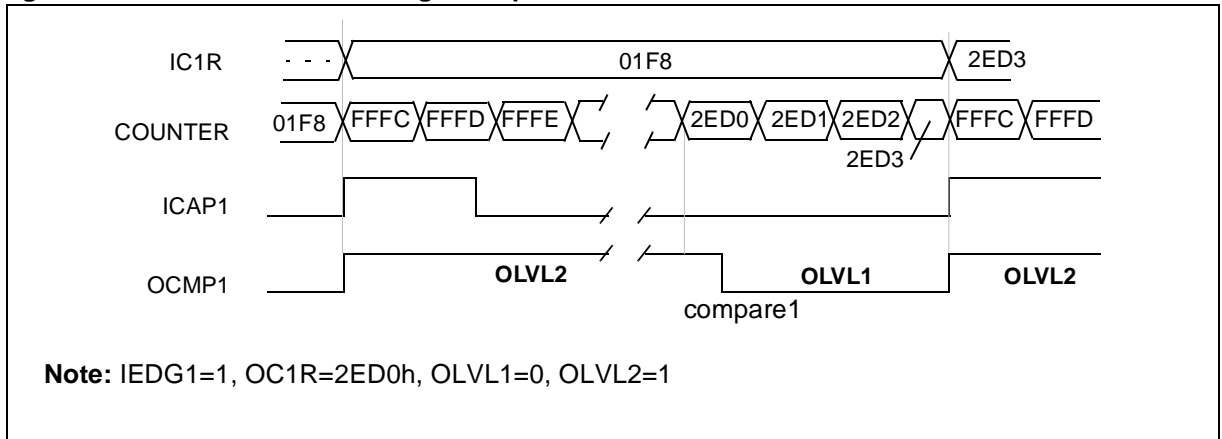 IC1R 01F8 2ED3
COUNTER 01F8 FFFC FFFD FFFE 2ED0 2ED1 2ED2 FFFC FFFD
2ED3
ICAP1
OCMP1 OLVL2 OLVL1 OLVL2
compare1
Note: IEDG1=1, OC1R=2ED0h, OLVL1=0, OLVL2=1